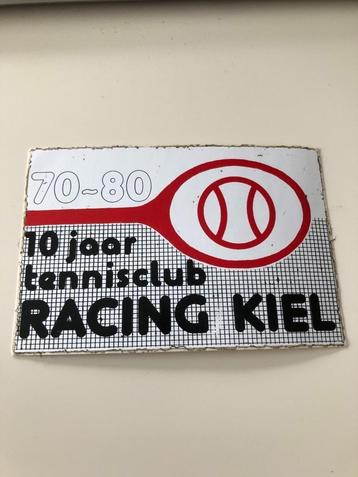 70~80
10 jaar
tennisclub
RACING KIEL